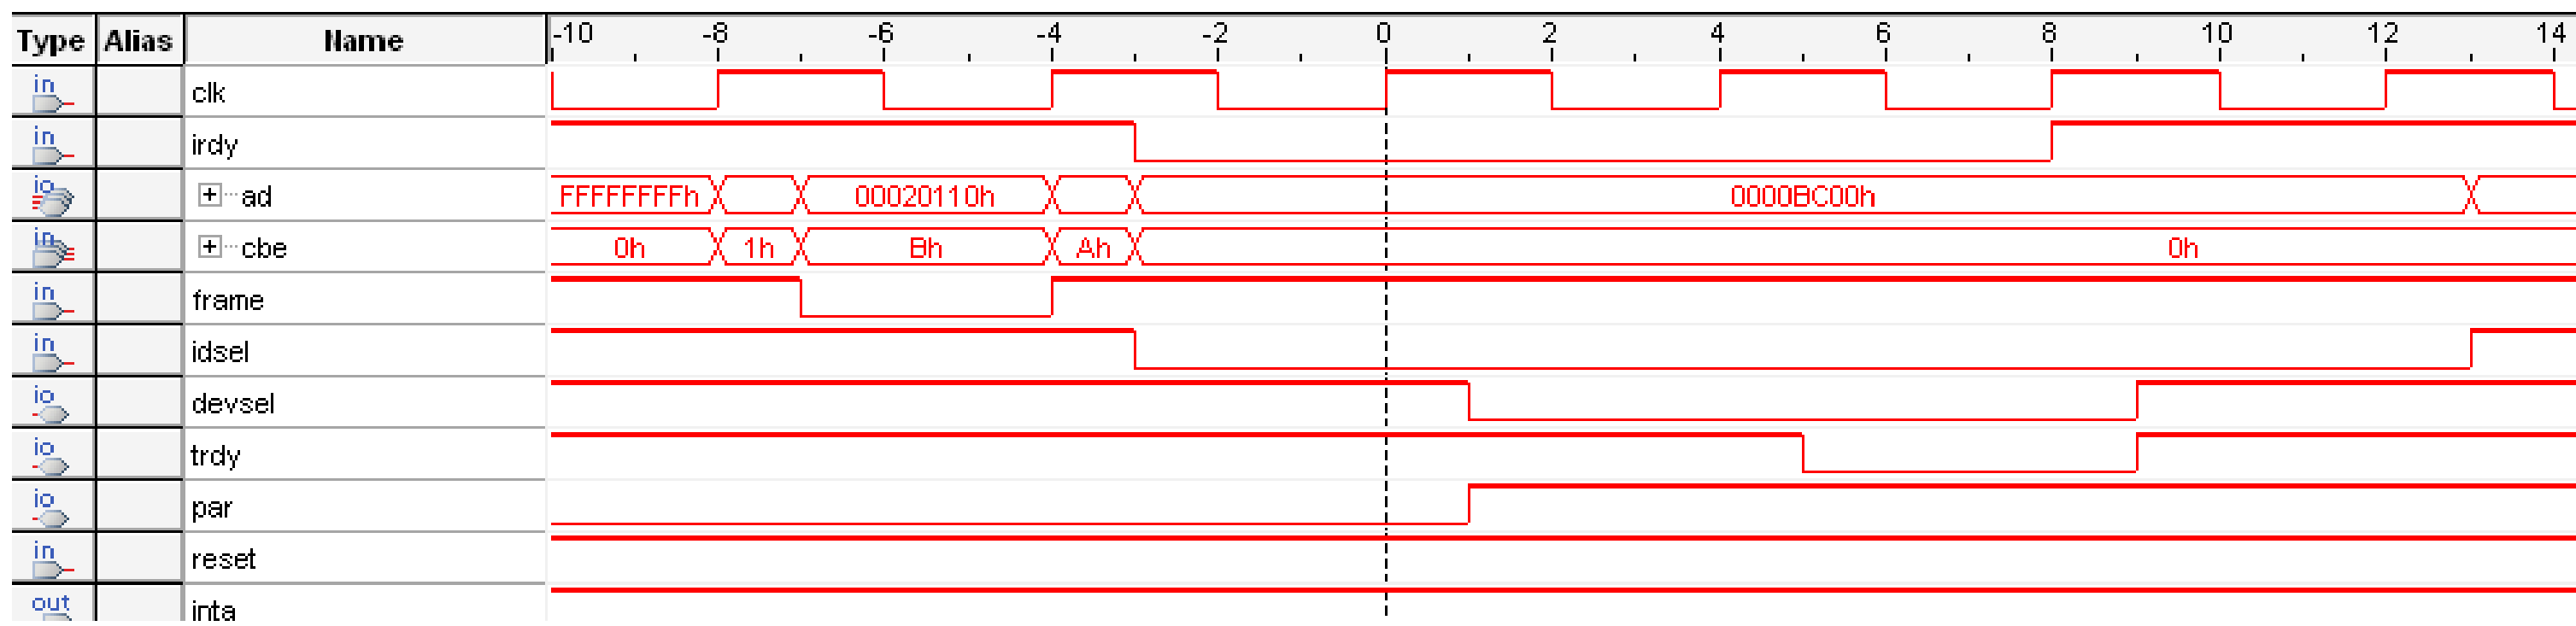 Type Alias Name -10 -8 -6 -4 -2 0 2 4 6 8 10 12 14
in clk
in irdy
io ad FFFFFFFFh 00020110h 0000BC00h
in cbe 0h 1h Bh Ah 0h
in frame
in idsel
io devsel
io trdy
io par
in reset
out inta